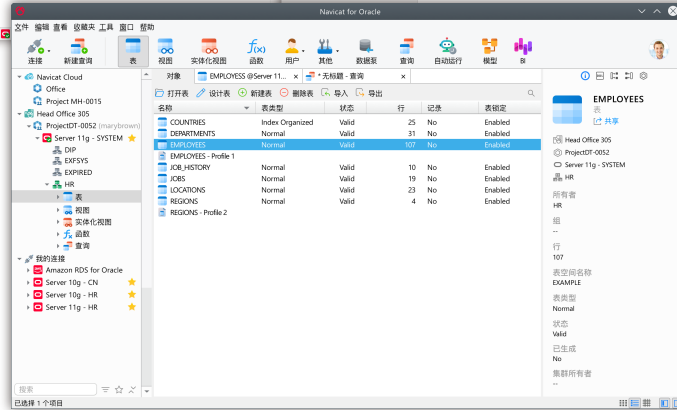 Navicat for Oracle
文件 编辑 查看 收藏夹 工具 窗口 帮助
连接 新建查询 表 视图 实体化视图 函数 用户 其他 数据泵 查询 自动运行 模型 BI
对象 EMPLOYESS @Server 11... × * 无标题 - 查询 ×
打开表 设计表 新建表 删除表 导入 导出
名称 表类型 状态 行 记录 表锁定
COUNTRIES Index Organized Valid 25 No Enabled
DEPARTMENTS Normal Valid 31 No Enabled
EMPLOYEES Normal Valid 107 No Enabled
EMPLOYEES - Profile 1
JOB_HISTORY Normal Valid 10 No Enabled
JOBS Normal Valid 19 No Enabled
LOCATIONS Normal Valid 23 No Enabled
REGIONS Normal Valid 4 No Enabled
REGIONS - Profile 2
Navicat Cloud
Office
Project MH-0015
Head Office 305
ProjectDT-0052 (marybrown)
Server 11g - SYSTEM
DIP
EXFSYS
EXPIRED
HR
表
视图
实体化视图
函数
查询
我的连接
Amazon RDS for Oracle
Server 10g - CN
Server 10g - HR
Server 11g - HR
搜索
已选择 1 个项目
EMPLOYEES
表
共享
Head Office 305
ProjectDT-0052
Server 11g - SYSTEM
HR
所有者
HR
组
--
行
107
表空间名称
EXAMPLE
表类型
Normal
状态
Valid
已生成
No
集群所有者
--